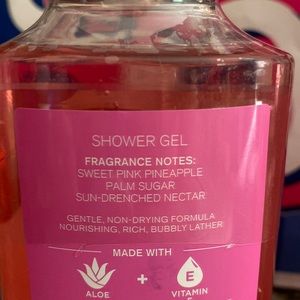 SHOWER GEL
FRAGRANCE NOTES:
SWEET PINK PINEAPPLE
PALM SUGAR
SUN-DRENCHED NECTAR
GENTLE, NON-DRYING FORMULA
NOURISHING, RICH, BUBBLY LATHER
MADE WITH
+ E
ALOE VITAMIN